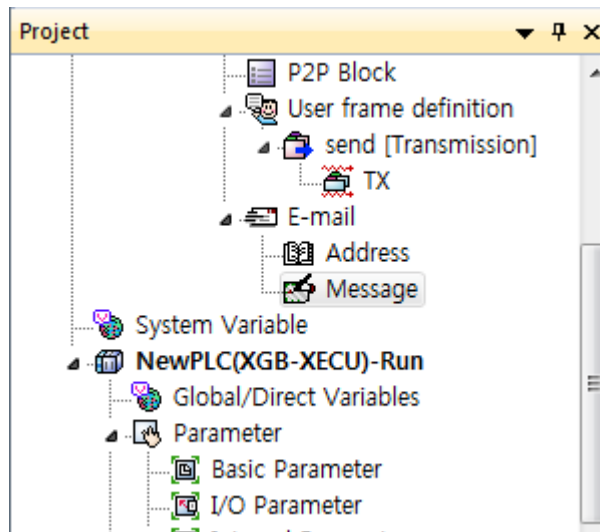 Project
P2P Block
User frame definition
send [Transmission]
TX
E-mail
Address
Message
System Variable
NewPLC(XGB-XECU)-Run
Global/Direct Variables
Parameter
Basic Parameter
I/O Parameter